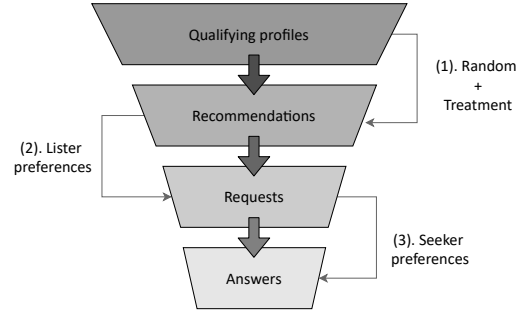 Qualifying profiles
(1). Random
+
Treatment
Recommendations
(2). Lister
preferences
Requests
(3). Seeker
preferences
Answers